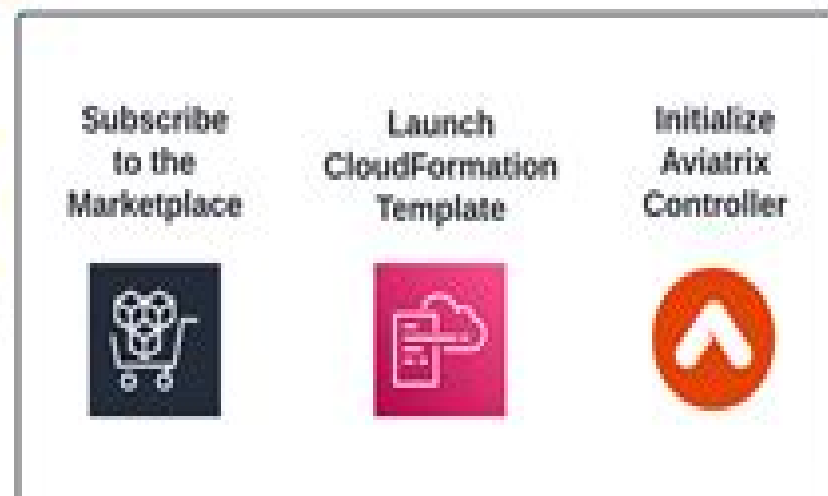 Subscribe
to the
Marketplace
Launch
CloudFormation
Template
Initialize
Aviatrix
Controller